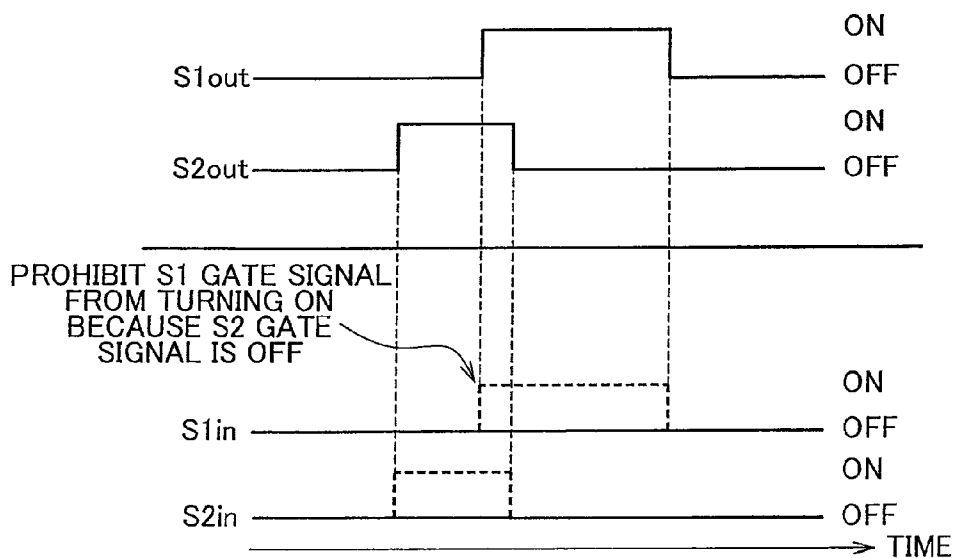 ON
S1out OFF
ON
S2out OFF
PROHIBIT S1 GATE SIGNAL
FROM TURNING ON
BECAUSE S2 GATE
SIGNAL IS OFF
ON
S1in OFF
ON
S2in OFF
TIME